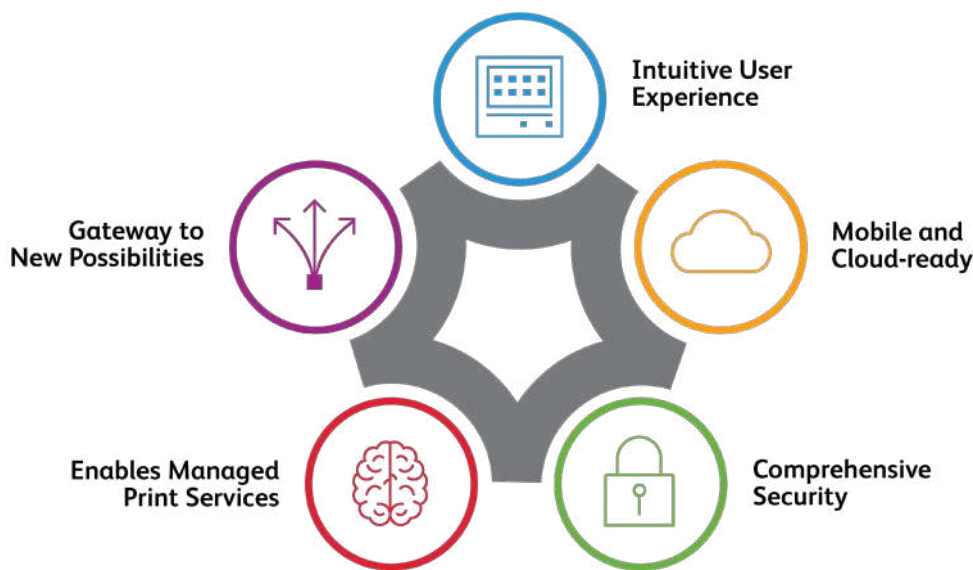 Intuitive User
Experience
Gateway to
New Possibilities
Mobile and
Cloud-ready
Enables Managed
Print Services
Comprehensive
Security